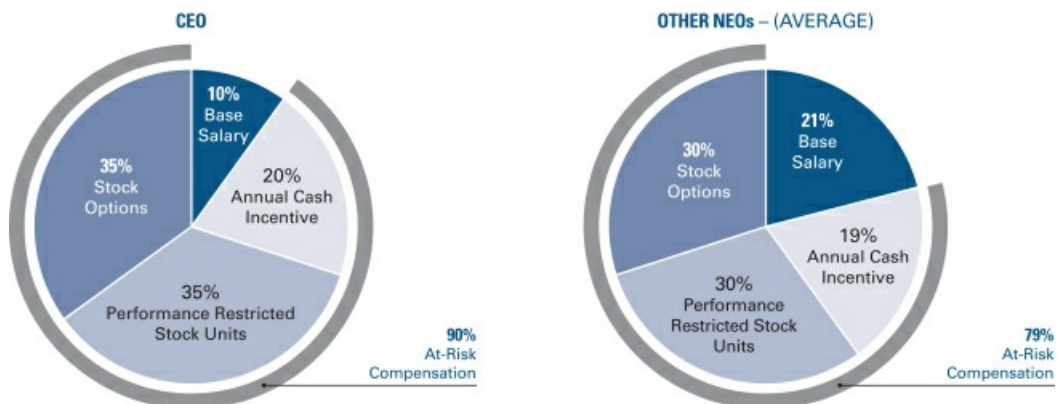 CEO
10%
Base
Salary
20%
Annual Cash
Incentive
35%
Performance Restricted
Stock Units
35%
Stock
Options
90%
At-Risk
Compensation
OTHER NEOs – (AVERAGE)
21%
Base
Salary
19%
Annual Cash
Incentive
30%
Performance
Restricted Stock
Units
30%
Stock
Options
79%
At-Risk
Compensation